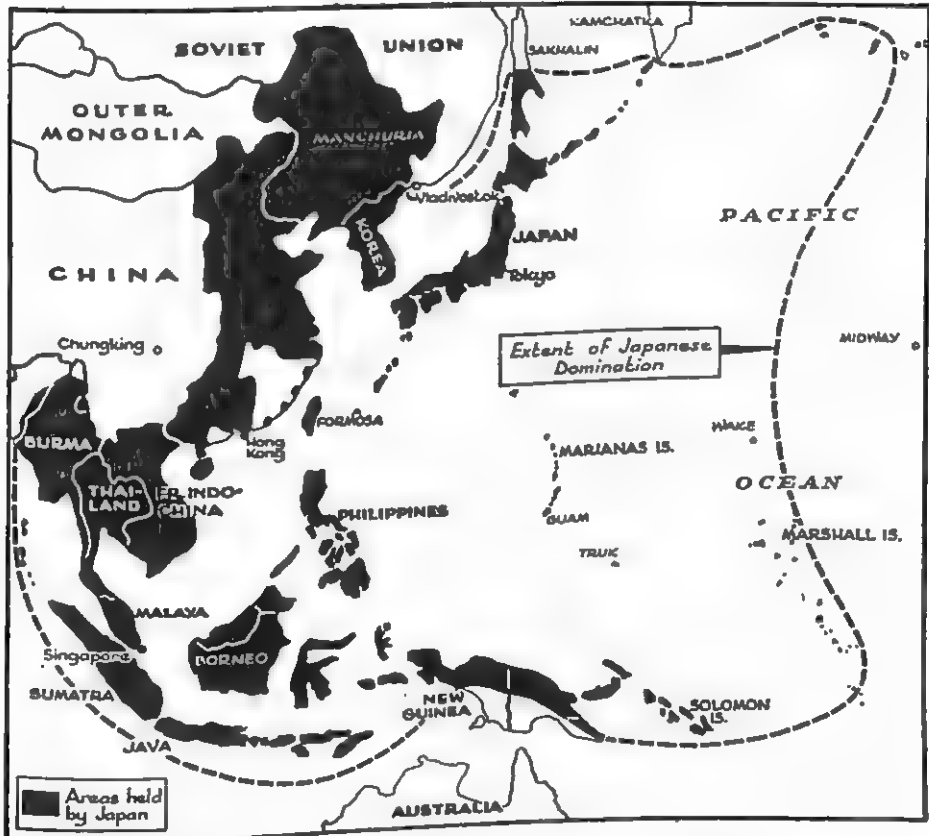 KAMCHATKA
SOVIET UNION
SAKHALIN
OUTER
MONGOLIA
MANCHURIA
Vladivostok
PACIFIC
KOREA
JAPAN
CHINA
Tokyo
Chungking
Extent of Japanese
Domination
MIDWAY
FORMOSA
WAKE
BURMA
Hong
Kong
MARIANAS IS.
THAI-
LAND
FR. INDO-
CHINA
OCEAN
PHILIPPINES
GUAM
MARSHALL IS.
TRUK
MALAYA
Singapore
BORNEO
SUMATRA
NEW
GUINEA
SOLOMON
IS.
JAVA
Areas held
by Japan
AUSTRALIA